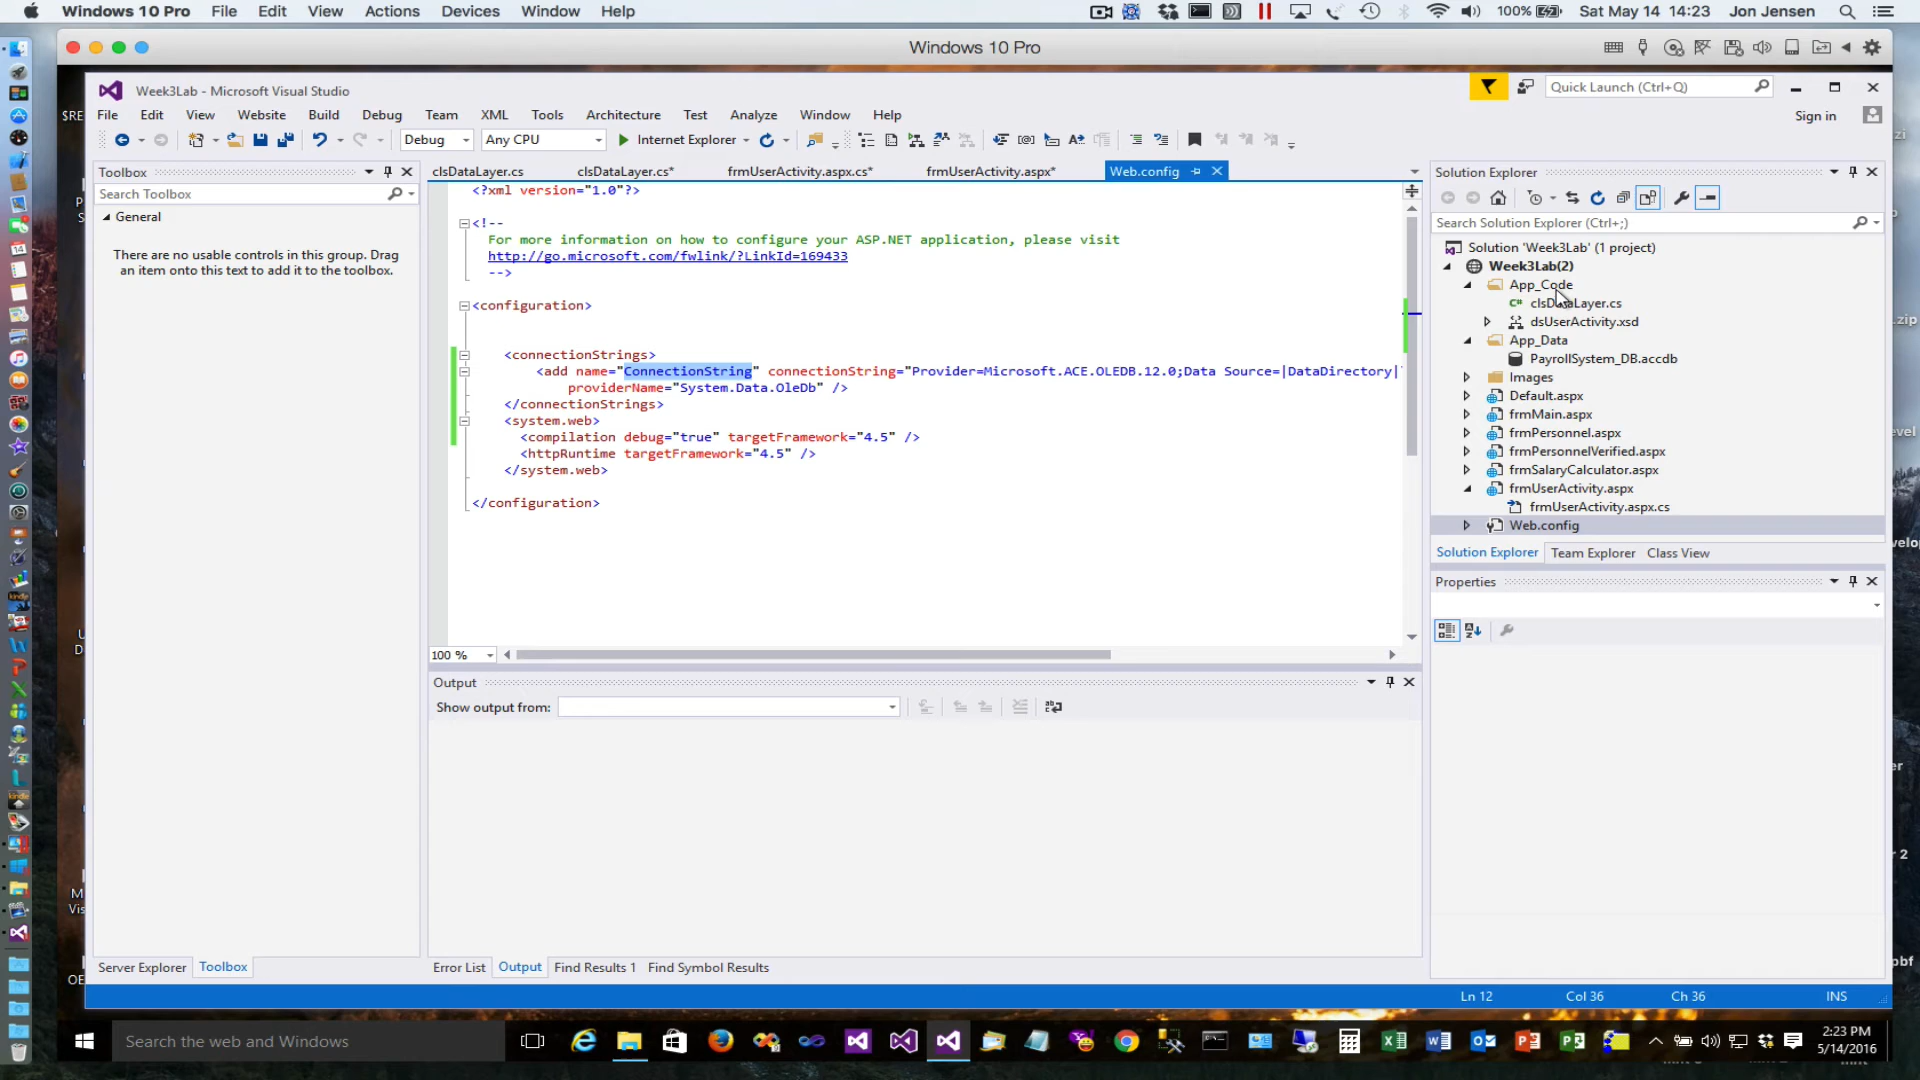 Windows 10 Pro File Edit View Actions Devices Window Help
100% Sat May 14 14:23 Jon Jensen
Windows 10 Pro
Week3Lab - Microsoft Visual Studio
Quick Launch (Ctrl+Q)
File Edit View Website Build Debug Team XML Tools Architecture Test Analyze Window Help
Sign in
Debug Any CPU Internet Explorer
Toolbox
Search Toolbox
General
There are no usable controls in this group. Drag
an item onto this text to add it to the toolbox.
Server Explorer Toolbox
clsDataLayer.cs clsDataLayer.cs* frmUserActivity.aspx.cs* frmUserActivity.aspx* Web.config
<?xml version="1.0"?>
<!--
For more information on how to configure your ASP.NET application, please visit
http://go.microsoft.com/fwlink/?LinkId=169433
-->
<configuration>
<connectionStrings>
<add name="ConnectionString" connectionString="Provider=Microsoft.ACE.OLEDB.12.0;Data Source=|DataDirectory|
providerName="System.Data.OleDb" />
</connectionStrings>
<system.web>
<compilation debug="true" targetFramework="4.5" />
<httpRuntime targetFramework="4.5" />
</system.web>
</configuration>
100 %
Output
Show output from:
Error List Output Find Results 1 Find Symbol Results
Solution Explorer
Search Solution Explorer (Ctrl+;)
Solution 'Week3Lab' (1 project)
Week3Lab(2)
App_Code
clsDataLayer.cs
dsUserActivity.xsd
App_Data
PayrollSystem_DB.accdb
Images
Default.aspx
frmMain.aspx
frmPersonnel.aspx
frmPersonnelVerified.aspx
frmSalaryCalculator.aspx
frmUserActivity.aspx
frmUserActivity.aspx.cs
Web.config
Solution Explorer Team Explorer Class View
Properties
Ln 12 Col 36 Ch 36 INS
Search the web and Windows
2:23 PM
5/14/2016